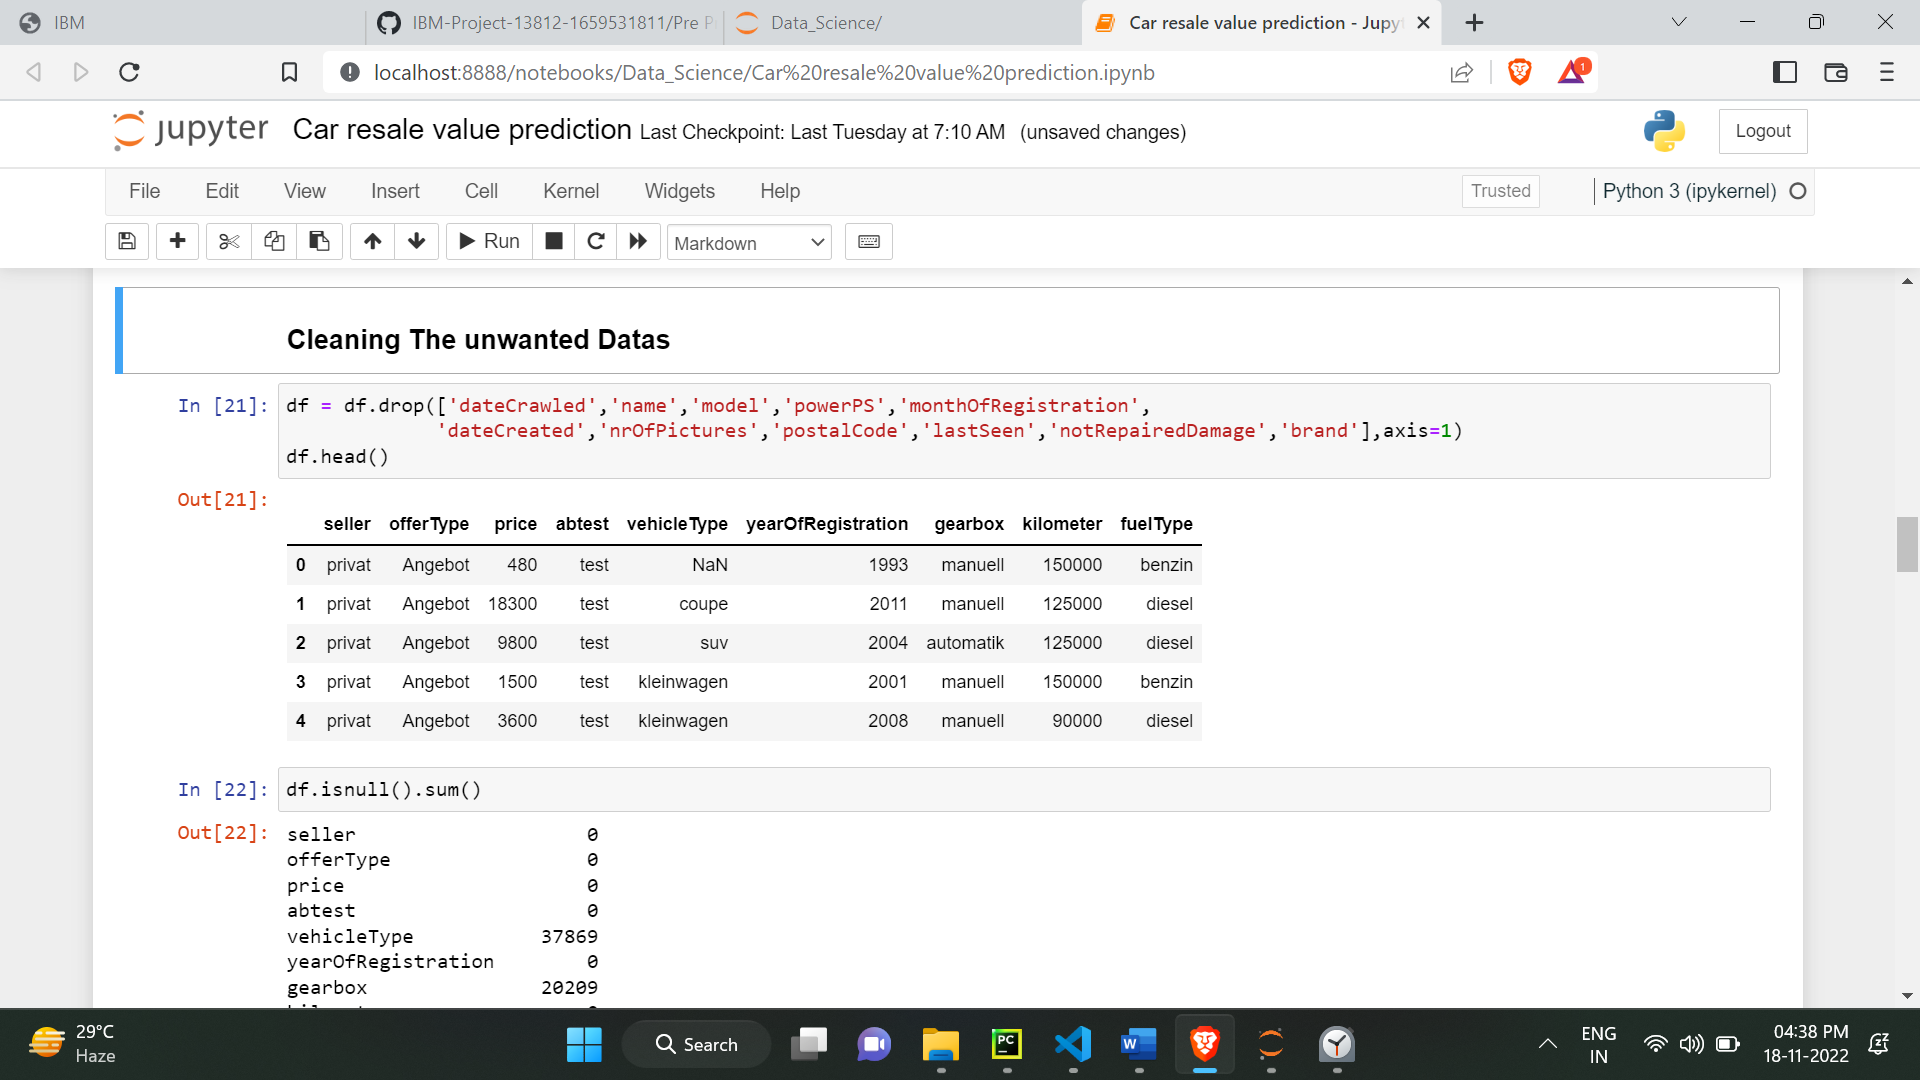 IBM
IBM-Project-13812-1659531811/Pre P
Data_Science/
Car resale value prediction - Jupy
localhost:8888/notebooks/Data_Science/Car%20resale%20value%20prediction.ipynb
1
jupyter Car resale value prediction Last Checkpoint: Last Tuesday at 7:10 AM (unsaved changes)
Logout
File Edit View Insert Cell Kernel Widgets Help
Trusted
Python 3 (ipykernel)
Run
Markdown
Cleaning The unwanted Datas
In [21]: df = df.drop(['dateCrawled','name','model','powerPS','monthOfRegistration',
'dateCreated','nrOfPictures','postalCode','lastSeen','notRepairedDamage','brand'],axis=1)
df.head()
Out[21]:
seller offerType price abtest vehicleType yearOfRegistration gearbox kilometer fuelType
0 privat Angebot 480 test NaN 1993 manuell 150000 benzin
1 privat Angebot 18300 test coupe 2011 manuell 125000 diesel
2 privat Angebot 9800 test suv 2004 automatik 125000 diesel
3 privat Angebot 1500 test kleinwagen 2001 manuell 150000 benzin
4 privat Angebot 3600 test kleinwagen 2008 manuell 90000 diesel
In [22]: df.isnull().sum()
Out[22]: seller 0
offerType 0
price 0
abtest 0
vehicleType 37869
yearOfRegistration 0
gearbox 20209
29°C
Haze
Search
PC
W
ENG
IN
04:38 PM
18-11-2022